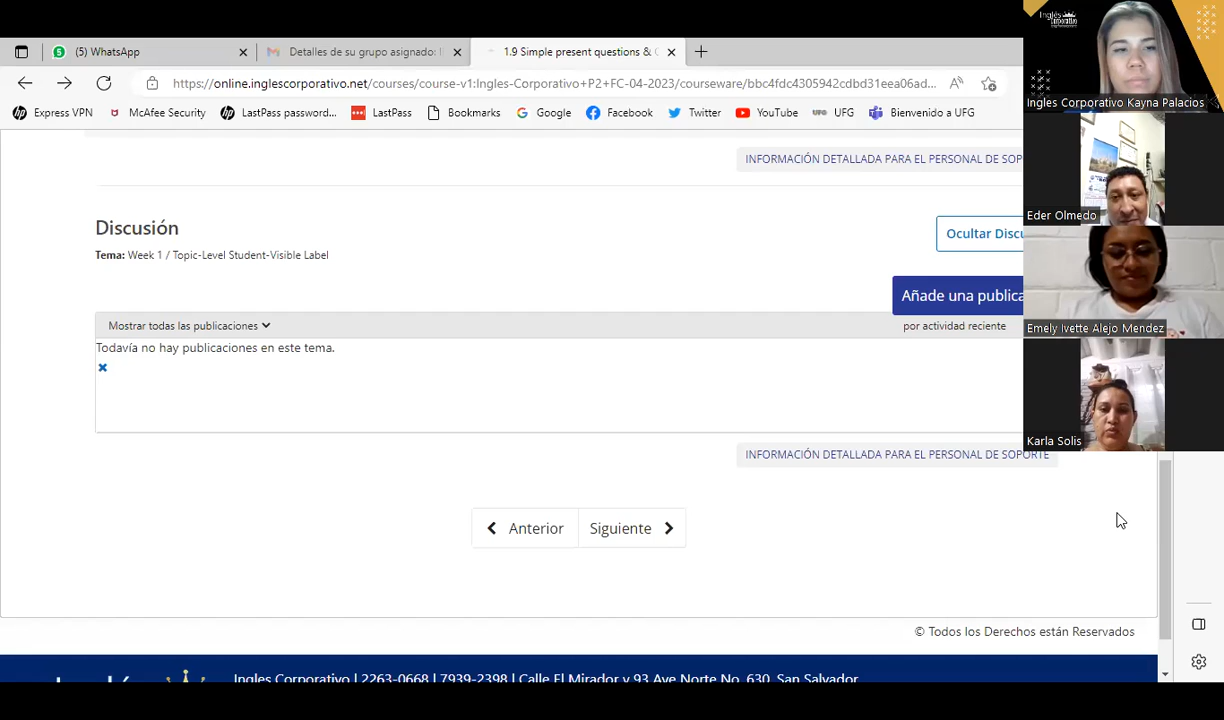 (5) WhatsApp
Detalles de su grupo asignado: I
1.9 Simple present questions & C
https://online.inglescorporativo.net/courses/course-v1:Ingles-Corporativo+P2+FC-04-2023/courseware/bbc4fdc4305942cdbd31eea06ad...
Express VPN
McAfee Security
LastPass password...
LastPass
Bookmarks
Google
Facebook
Twitter
YouTube
UFG
Bienvenido a UFG
INFORMACIÓN DETALLADA PARA EL PERSONAL DE SOP
Discusión
Ocultar Discu
Tema: Week 1 / Topic-Level Student-Visible Label
Añade una publica
Mostrar todas las publicaciones
por actividad reciente
Todavía no hay publicaciones en este tema.
INFORMACIÓN DETALLADA PARA EL PERSONAL DE SOPORTE
Anterior
Siguiente
© Todos los Derechos están Reservados
Ingles Corporativo | 2263-0668 | 7939-2398 | Calle El Mirador y 93 Ave Norte No. 630, San Salvador
Inglés
Corporativo
Ingles Corporativo Kayna Palacios
Eder Olmedo
Emely Ivette Alejo Mendez
Karla Solis